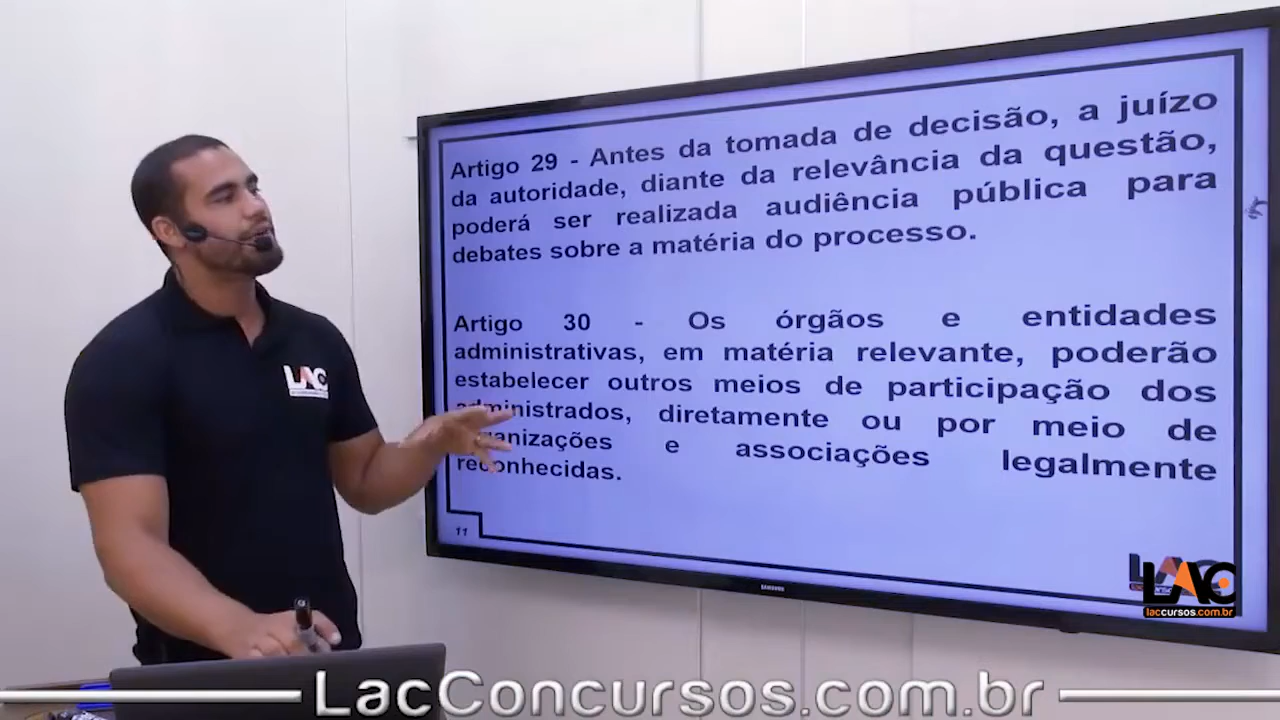 Artigo 29 - Antes da tomada de decisão, a juízo
da autoridade, diante da relevância da questão,
poderá ser realizada audiência pública para
debates sobre a matéria do processo.
Artigo 30 - Os órgãos e entidades
administrativas, em matéria relevante, poderão
estabelecer outros meios de participação dos
administrados, diretamente ou por meio de
organizações e associações legalmente
reconhecidas.
11
SAMSUNG
LAC
LAC
laccursos.com.br
LacConcursos.com.br